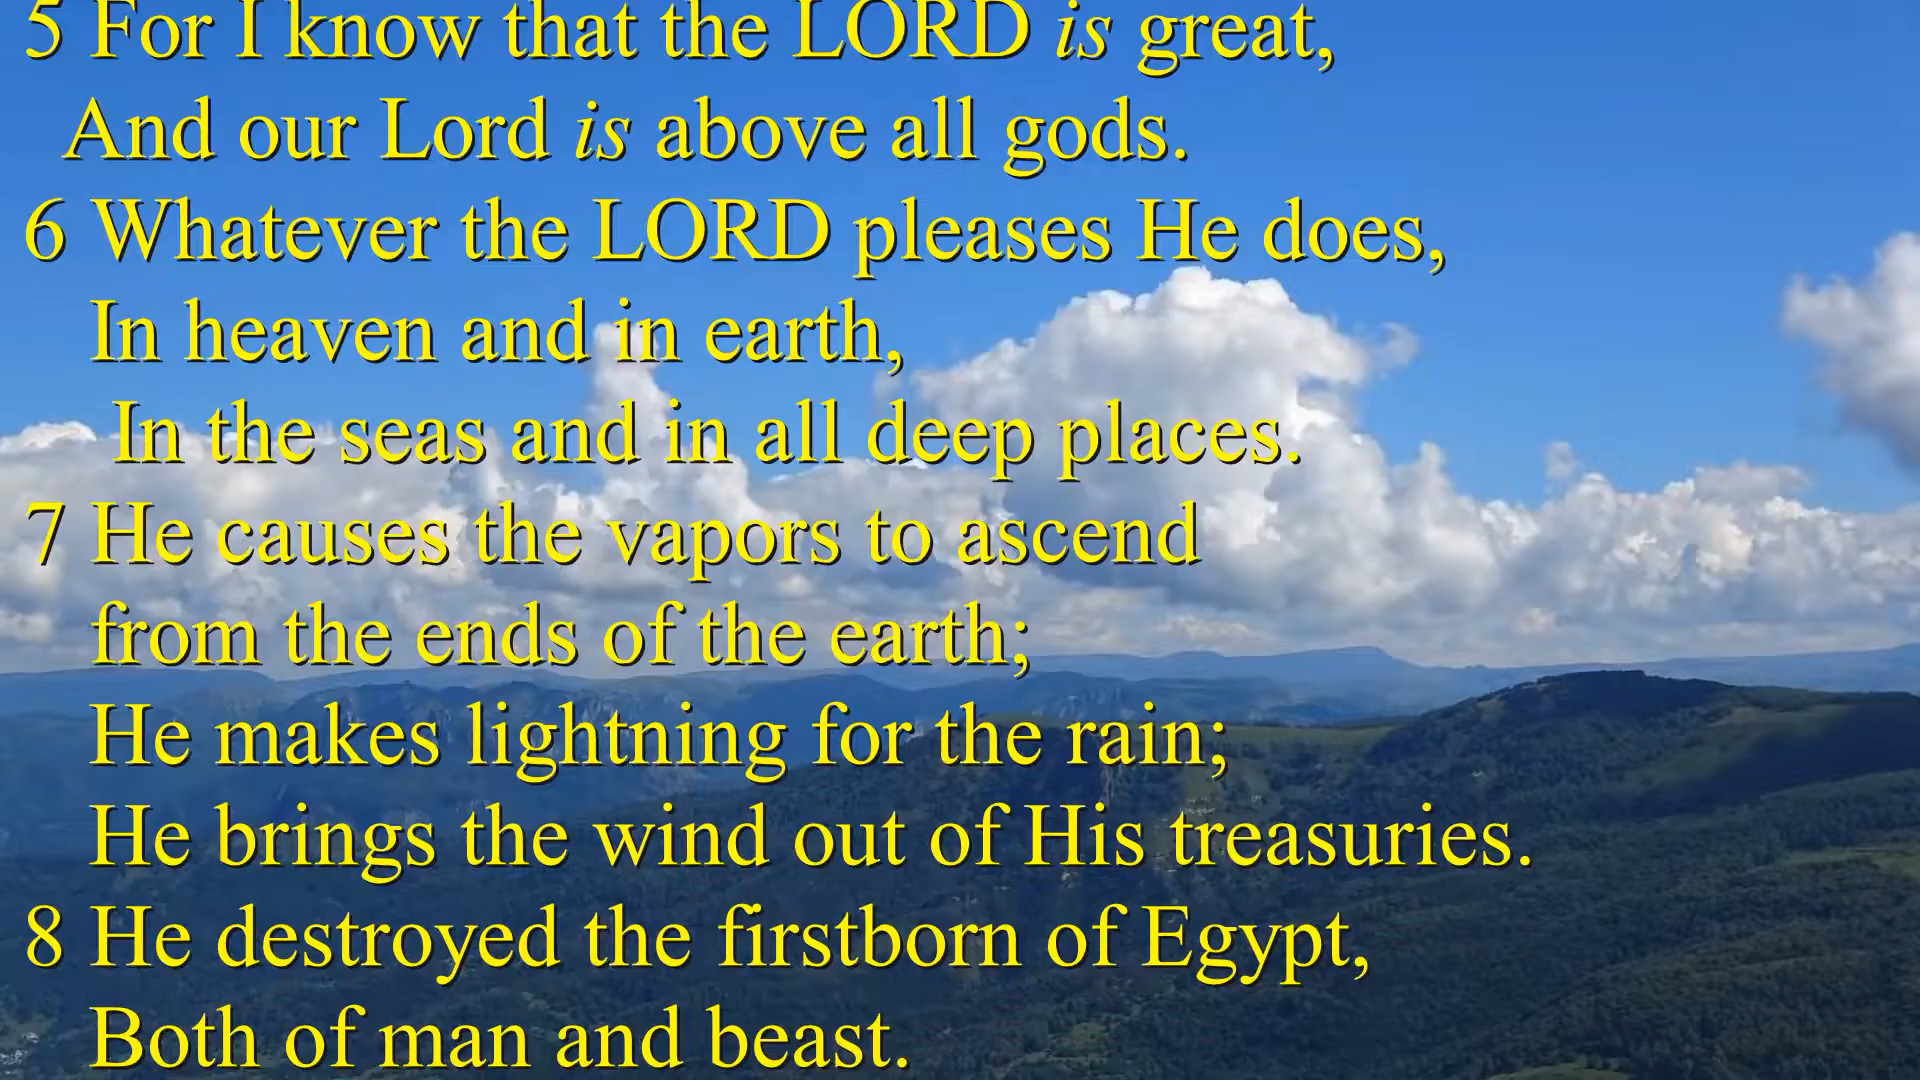 5 For I know that the LORD is great,
And our Lord is above all gods.
6 Whatever the LORD pleases He does,
In heaven and in earth,
In the seas and in all deep places.
7 He causes the vapors to ascend
from the ends of the earth;
He makes lightning for the rain;
He brings the wind out of His treasuries.
8 He destroyed the firstborn of Egypt,
Both of man and beast.